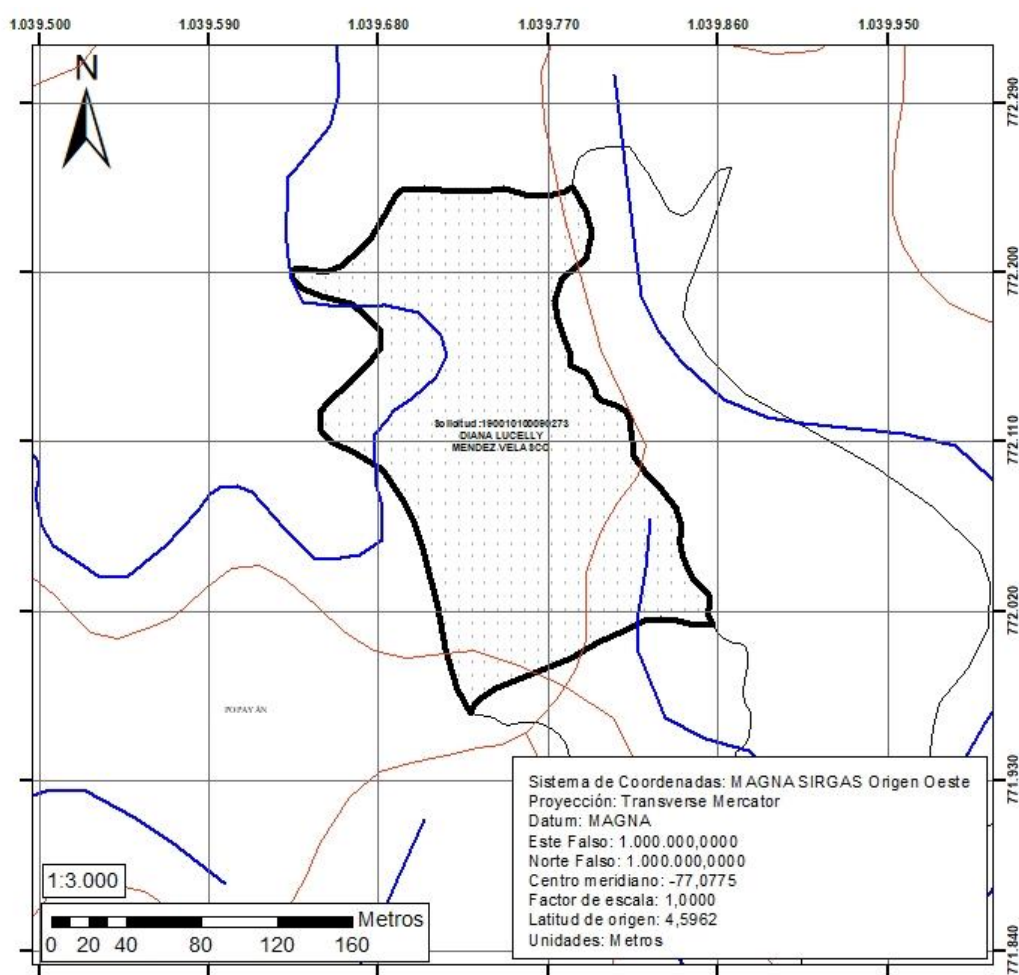 1.039.500
1.039.590
1.039.680
1.039.770
1.039.860
1.039.950
N
772.290
772.200
772.110
772.020
771.930
771.840
Solicitud:190010100090273
DIANA LUCELLY
MENDEZ VELASCO
POPAYÁN
Sistema de Coordenadas: MAGNA SIRGAS Origen Oeste
Proyección: Transverse Mercator
Datum: MAGNA
Este Falso: 1.000.000,0000
Norte Falso: 1.000.000,0000
Centro meridiano: -77,0775
Factor de escala: 1,0000
Latitud de origen: 4,5962
Unidades: Metros
1:3.000
Metros
0 20 40 80 120 160